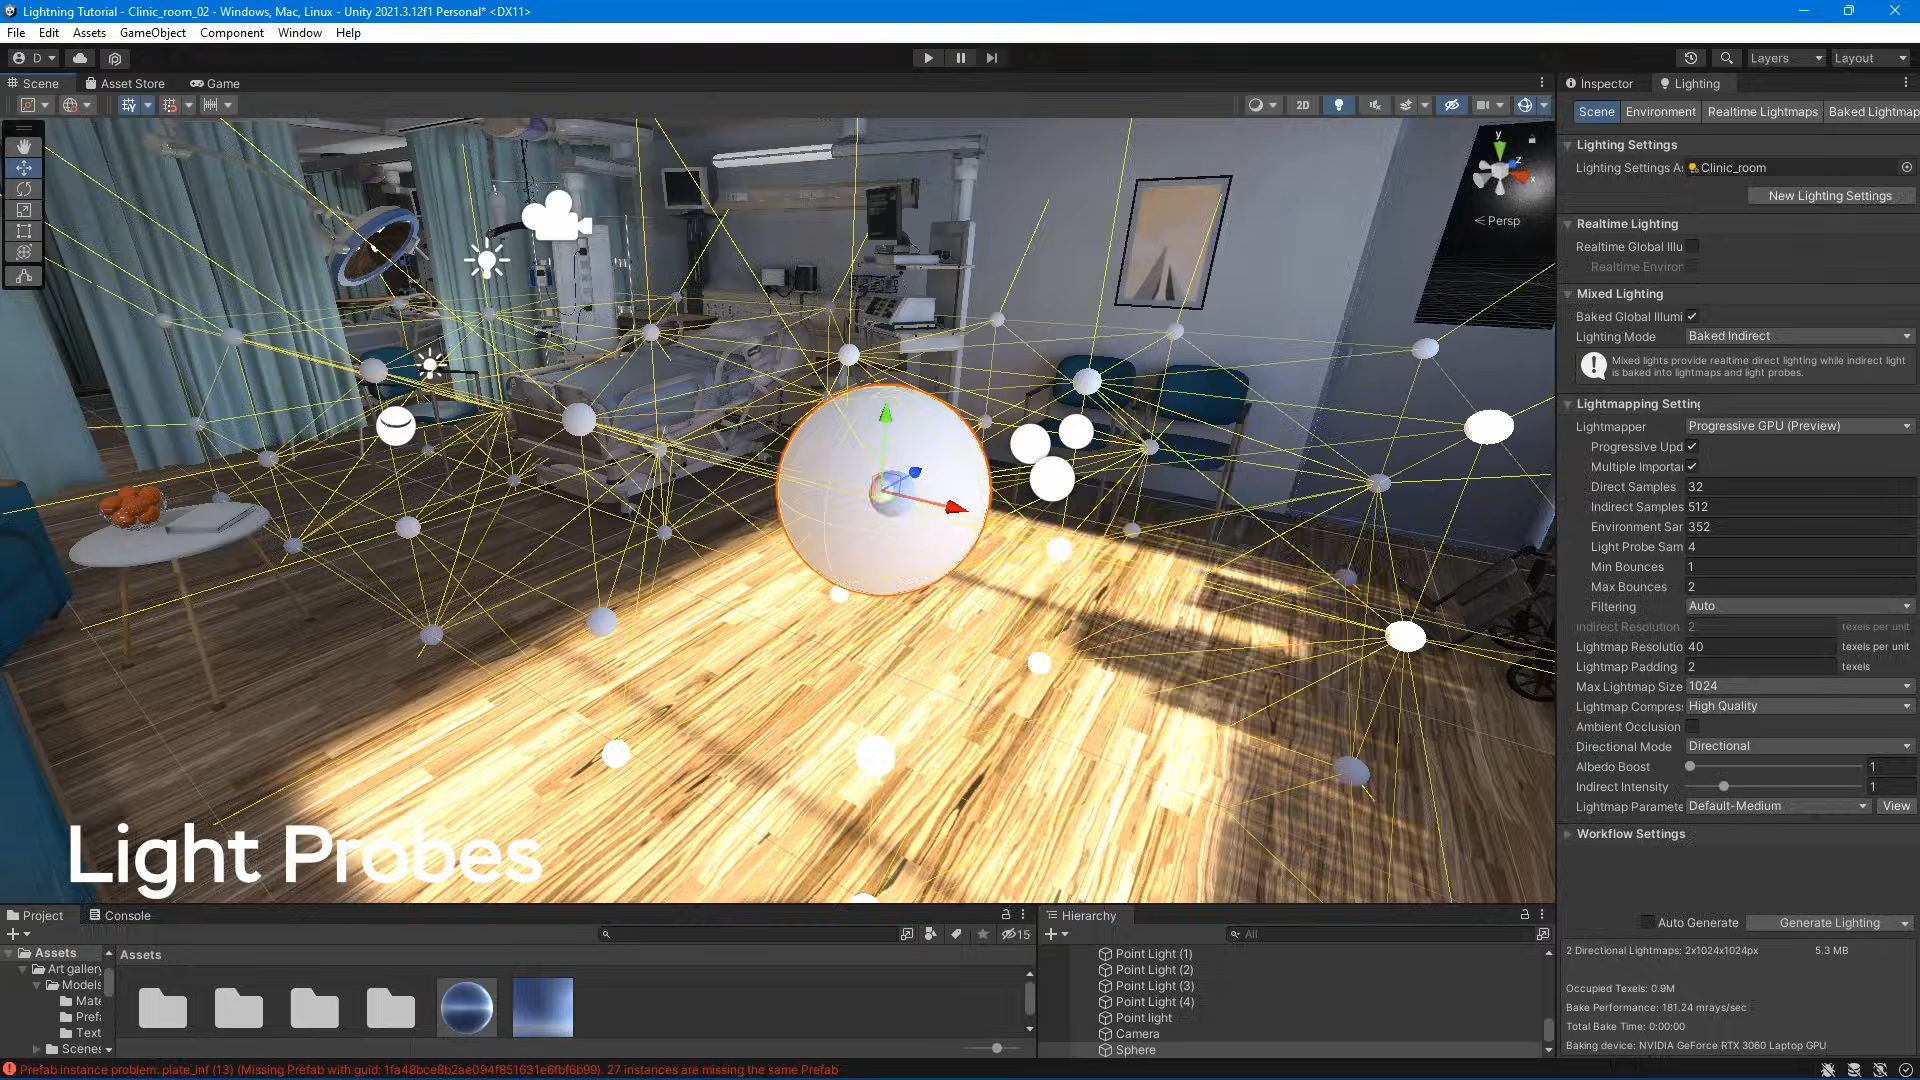 Lightning Tutorial - Clinic_room_02 - Windows, Mac, Linux - Unity 2021.3.12f1 Personal* <DX11>
File Edit Assets GameObject Component Window Help
D Layers Layout
Scene Asset Store Game Inspector Lighting
2D
Scene Environment Realtime Lightmaps Baked Lightmap
y
z
x
Persp
Lighting Settings
Lighting Settings As Clinic_room
New Lighting Settings
Realtime Lighting
Realtime Global Illu
Realtime Environ
Mixed Lighting
Baked Global Illumi
Lighting Mode Baked Indirect
Mixed lights provide realtime direct lighting while indirect light
is baked into lightmaps and light probes.
Lightmapping Setting
Lightmapper Progressive GPU (Preview)
Progressive Upd
Multiple Importa
Direct Samples 32
Indirect Samples 512
Environment Sar 352
Light Probe Sam 4
Min Bounces 1
Max Bounces 2
Filtering Auto
Indirect Resolution 2 texels per unit
Lightmap Resolutio 40 texels per unit
Lightmap Padding 2 texels
Max Lightmap Size 1024
Lightmap Compres High Quality
Ambient Occlusion
Directional Mode Directional
Albedo Boost 1
Indirect Intensity 1
Lightmap Paramete Default-Medium View
Workflow Settings
Auto Generate Generate Lighting
2 Directional Lightmaps: 2x1024x1024px 5.3 MB
Occupied Texels: 0.9M
Bake Performance: 181.24 mrays/sec
Total Bake Time: 0:00:00
Baking device: NVIDIA GeForce RTX 3060 Laptop GPU
Light Probes
Project Console
15
Assets
Art gallery
Models
Mate
Prefa
Text
Scenes
Assets
Hierarchy
All
Point Light (1)
Point Light (2)
Point Light (3)
Point Light (4)
Point light
Camera
Sphere
Prefab instance problem: plate_inf (13) (Missing Prefab with guid: 1fa48bce8b2ae094f851631e6fbf6b99). 27 instances are missing the same Prefab